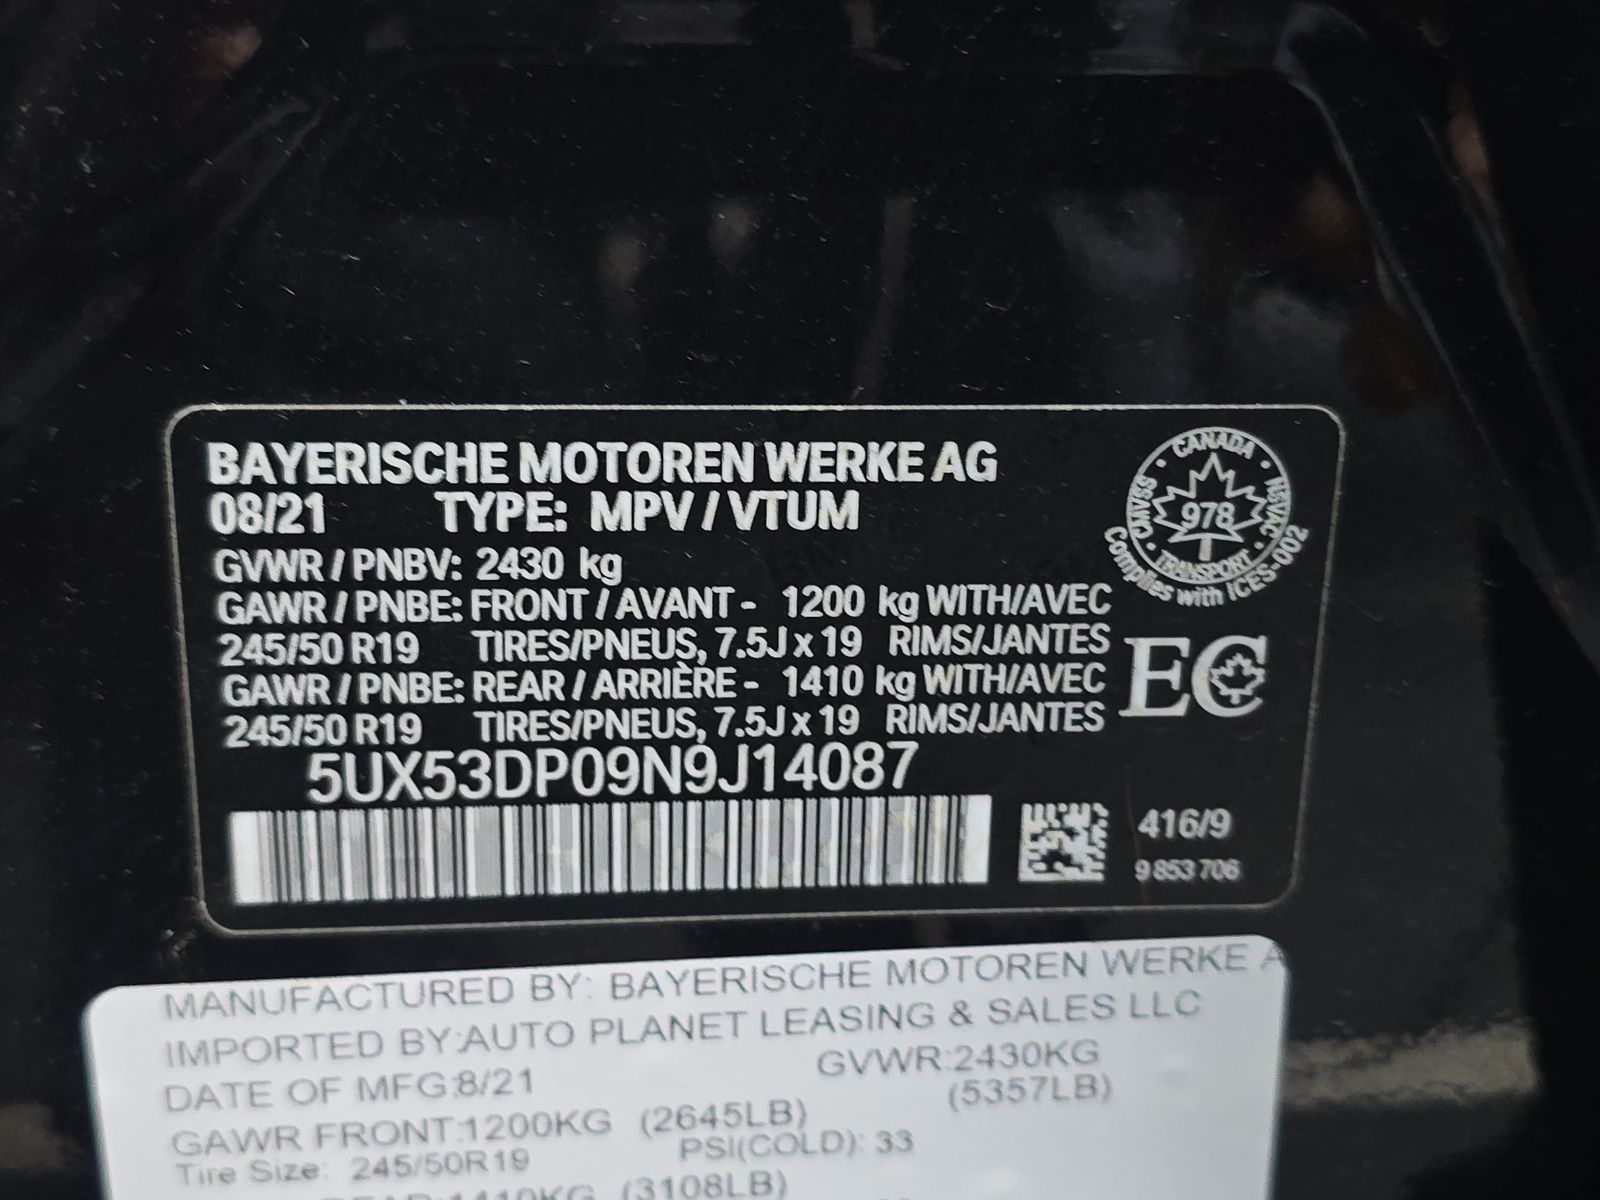 BAYERISCHE MOTOREN WERKE AG
08/21 TYPE: MPV / VTUM
GVWR / PNBV: 2430 kg
GAWR / PNBE: FRONT / AVANT - 1200 kg WITH/AVEC
245/50 R19 TIRES/PNEUS, 7.5J x 19 RIMS/JANTES
GAWR / PNBE: REAR / ARRIÈRE - 1410 kg WITH/AVEC
245/50 R19 TIRES/PNEUS, 7.5J x 19 RIMS/JANTES
5UX53DP09N9J14087
CANADA
CMVSS
NSVAC
978
TRANSPORT
Complies with ICES-002
EC
416/9
9 853 706
MANUFACTURED BY: BAYERISCHE MOTOREN WERKE A
IMPORTED BY:AUTO PLANET LEASING & SALES LLC
DATE OF MFG:8/21 GVWR:2430KG
(5357LB)
GAWR FRONT:1200KG (2645LB)
Tire Size: 245/50R19 PSI(COLD): 33
REAR:1410KG (3108LB)